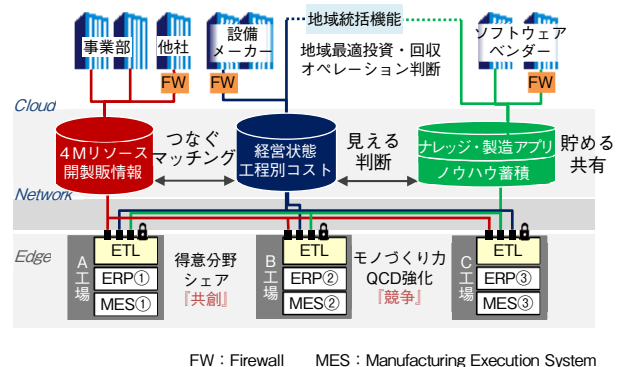 地域統括機能
事業部
他社
設備
メーカー
地域最適投資・回収
オペレーション判断
ソフトウェア
ベンダー
FW
FW
FW
Cloud
4Mリソース
開製販情報
つなぐ
マッチング
経営状態
工程別コスト
見える
判断
ナレッジ・製造アプリ
ノウハウ蓄積
貯める
共有
Network
Edge
A工場
ETL
ERP①
MES①
得意分野
シェア
『共創』
B工場
ETL
ERP②
MES②
モノづくり力
QCD強化
『競争』
C工場
ETL
ERP③
MES③
FW：Firewall MES：Manufacturing Execution System